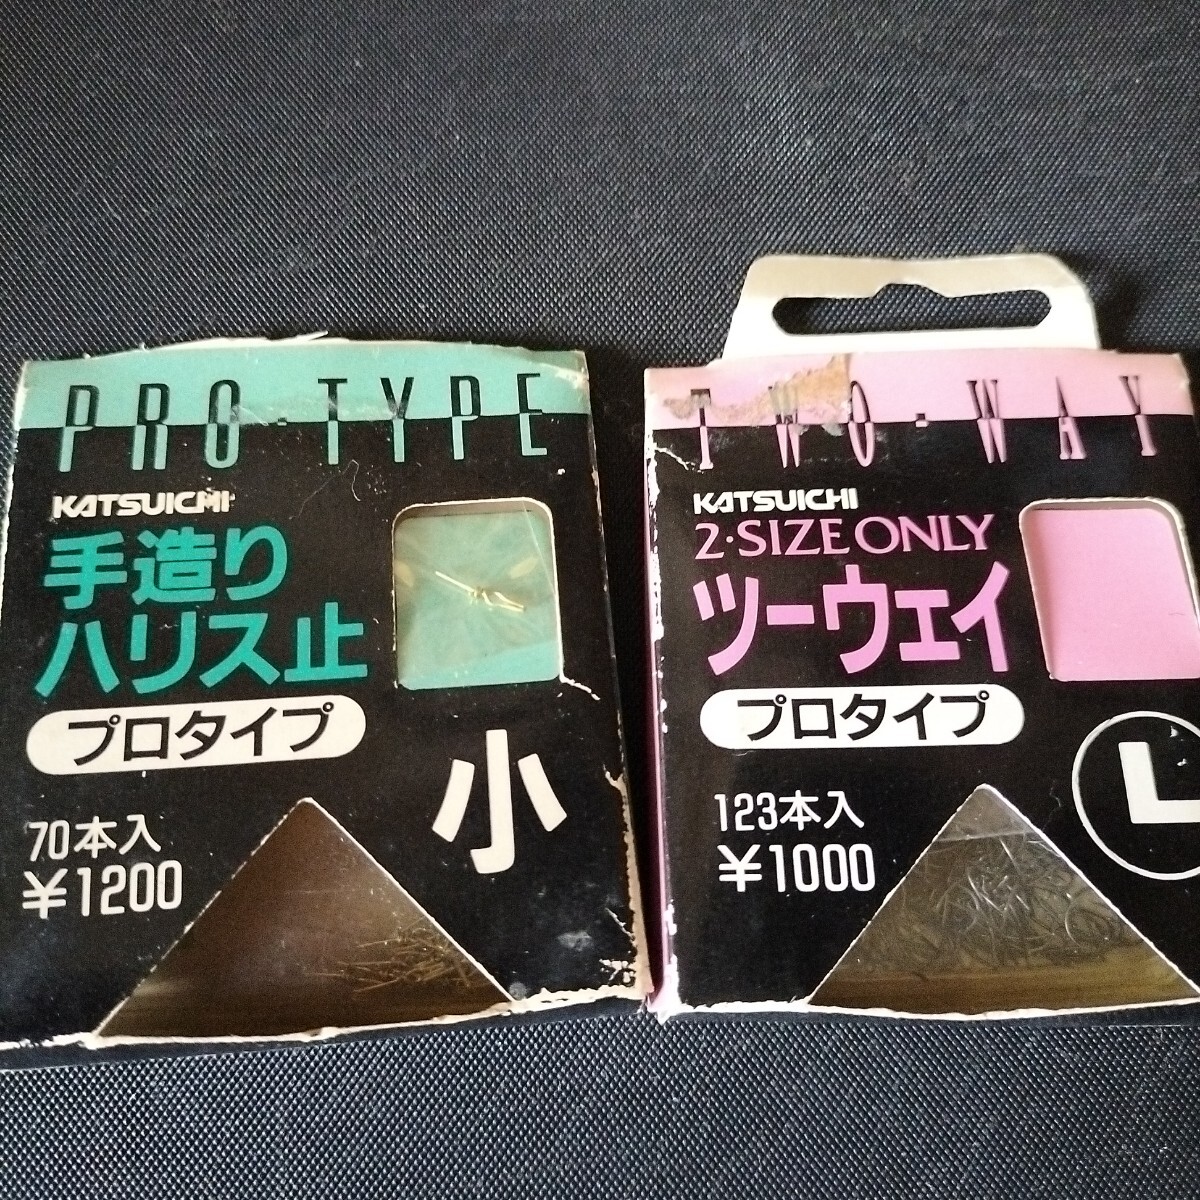 PRO-TYPE
KATSUICHI
手造り
ハリス止
プロタイプ
小
70本入
¥1200
TWO-WAY
KATSUICHI
2・SIZE ONLY
ツーウェイ
プロタイプ
L
123本入
¥1000